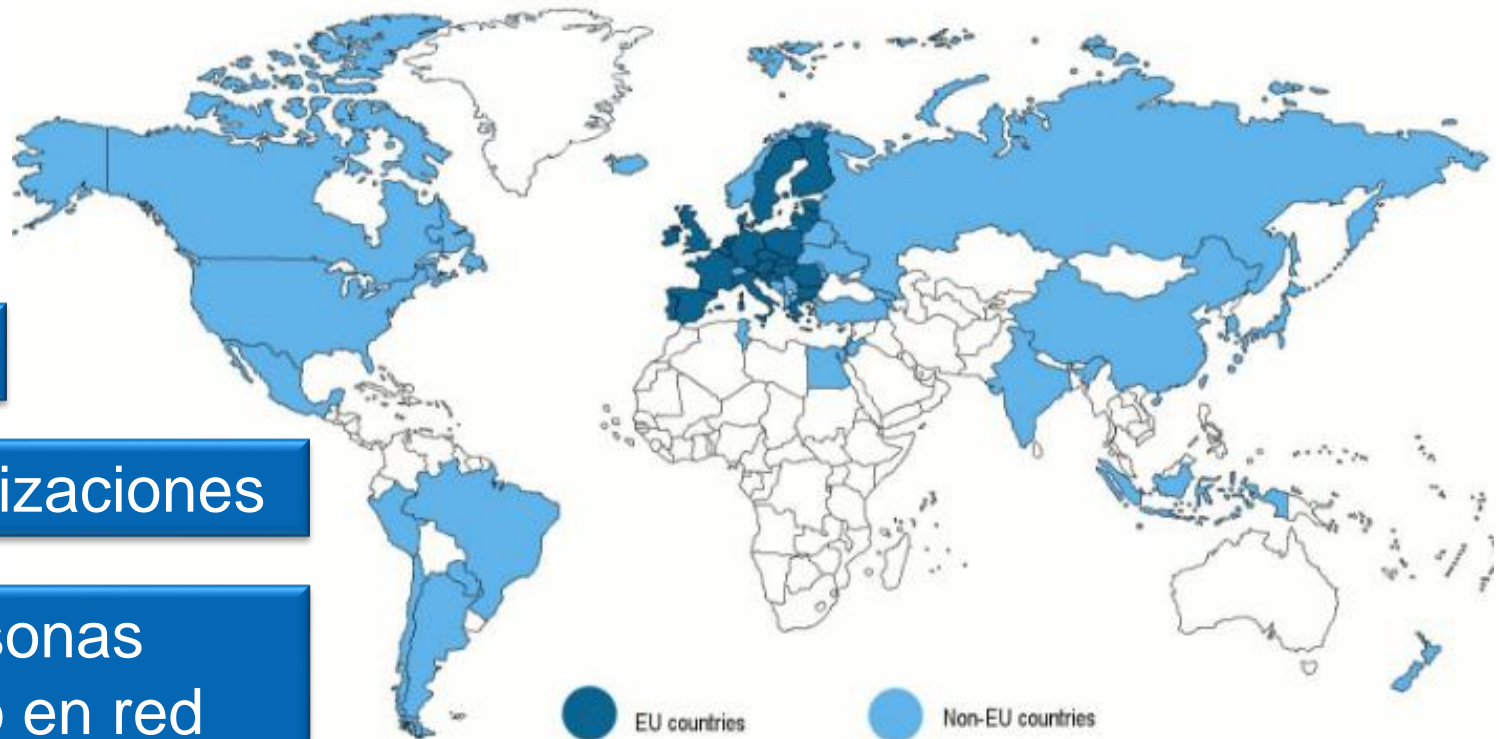 izaciones
sonas
en red
EU countries
Non-EU countries